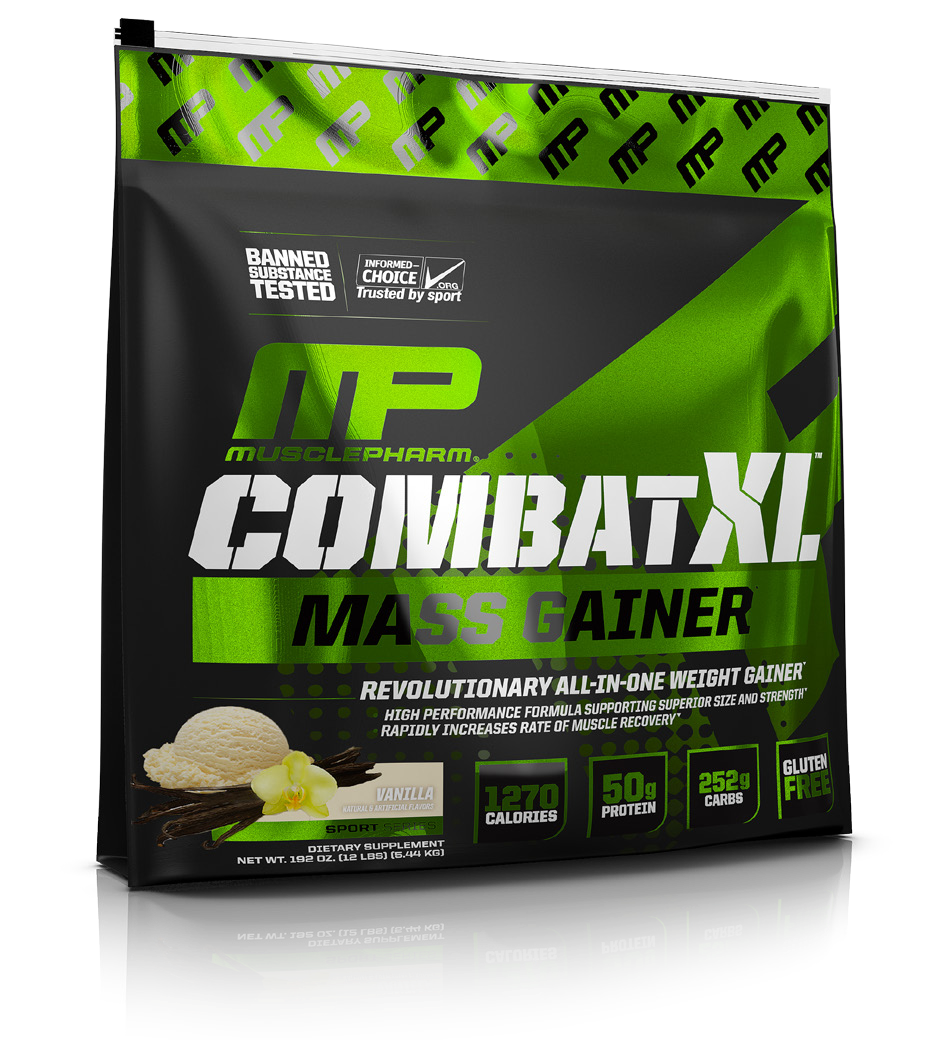 BANNED
SUBSTANCE
TESTED
INFORMED–
CHOICE
.ORG
Trusted by sport
MP
MUSCLEPHARM®
COMBAT XL™
MASS GAINER
REVOLUTIONARY ALL-IN-ONE WEIGHT GAINER
HIGH PERFORMANCE FORMULA SUPPORTING SUPERIOR SIZE AND STRENGTH
RAPIDLY INCREASES RATE OF MUSCLE RECOVERY
VANILLA
NATURAL & ARTIFICIAL FLAVORS
SPORT SERIES
DIETARY SUPPLEMENT
NET WT. 192 OZ. (12 LBS) (5.44 KG)
1270
CALORIES
50g
PROTEIN
252g
CARBS
GLUTEN
FREE